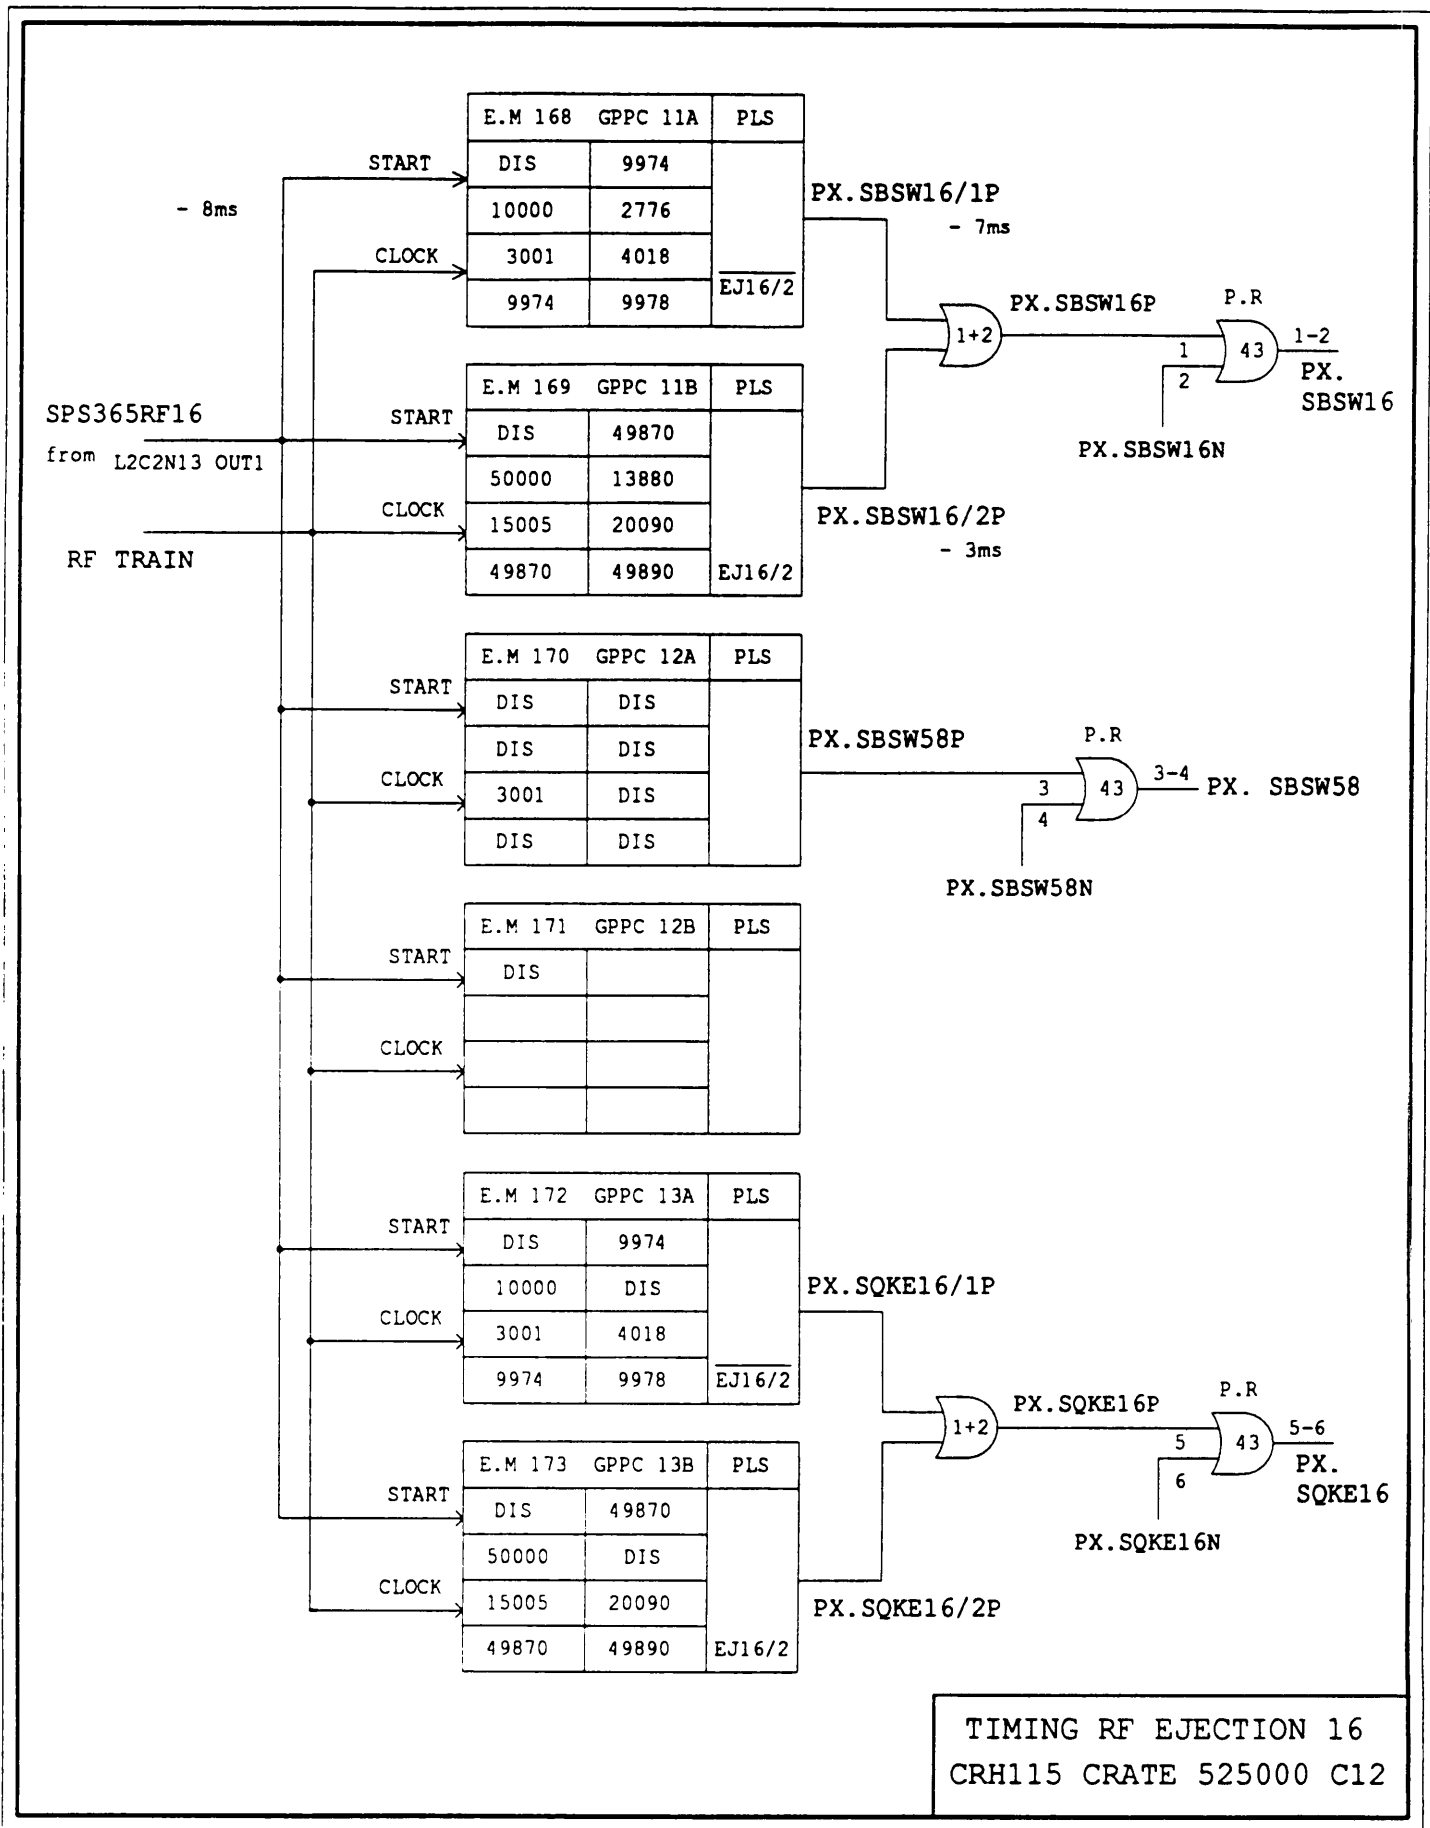 E.M 168 GPPC 11A PLS
START DIS 9974
- 8ms
10000 2776
PX.SBSW16/1P
- 7ms
CLOCK 3001 4018
9974 9978 EJ16/2
PX.SBSW16P
P.R
1+2
1 43 1-2
2
PX.
SBSW16
PX.SBSW16N
E.M 169 GPPC 11B PLS
SPS365RF16
from L2C2N13 OUT1
START DIS 49870
50000 13880
CLOCK 15005 20090
PX.SBSW16/2P
- 3ms
RF TRAIN
49870 49890 EJ16/2
E.M 170 GPPC 12A PLS
START DIS DIS
DIS DIS
PX.SBSW58P
P.R
CLOCK 3001 DIS
3 43 3-4 PX. SBSW58
4
DIS DIS
PX.SBSW58N
E.M 171 GPPC 12B PLS
START DIS
CLOCK
E.M 172 GPPC 13A PLS
START DIS 9974
10000 DIS
PX.SQKE16/1P
CLOCK 3001 4018
9974 9978 EJ16/2
PX.SQKE16P
P.R
1+2
5 43 5-6
6
PX.
SQKE16
PX.SQKE16N
E.M 173 GPPC 13B PLS
START DIS 49870
50000 DIS
CLOCK 15005 20090
PX.SQKE16/2P
49870 49890 EJ16/2
TIMING RF EJECTION 16
CRH115 CRATE 525000 C12